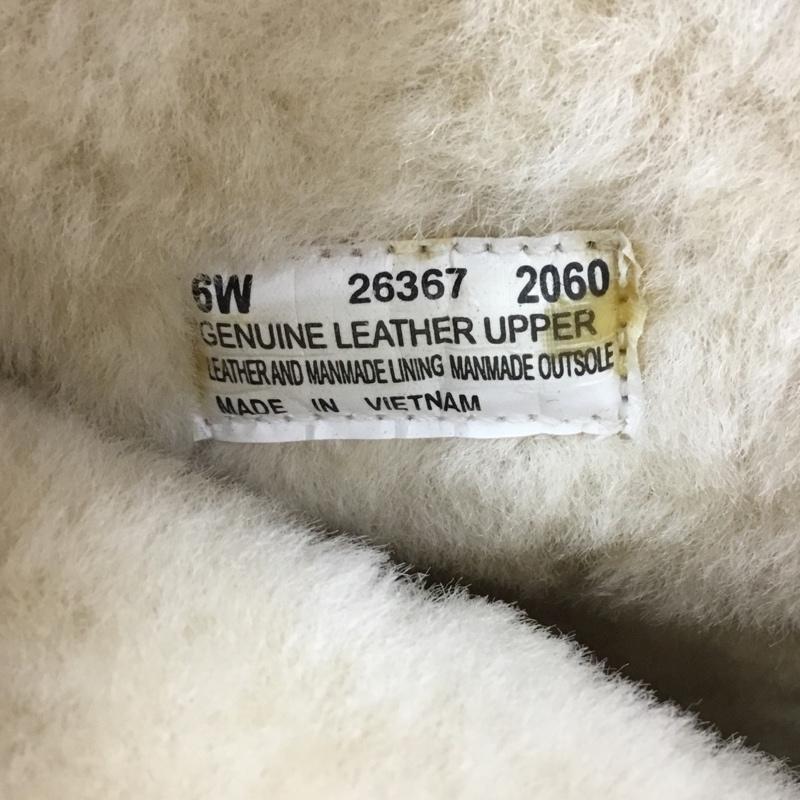 6W 26367 2060
GENUINE LEATHER UPPER
LEATHER AND MANMADE LINING MANMADE OUTSOLE
MADE IN VIETNAM